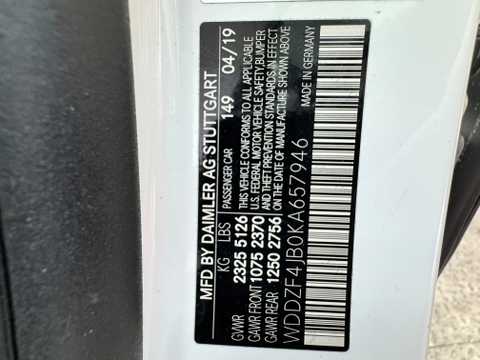 MFD BY DAIMLER AG STUTTGART
PASSENGER CAR 149 04/19
KG LBS
GVWR 2325 5126
GAWR FRONT 1075 2370
GAWR REAR 1250 2756
THIS VEHICLE CONFORMS TO ALL APPLICABLE
U.S. FEDERAL MOTOR VEHICLE SAFETY, BUMPER
AND THEFT PREVENTION STANDARDS IN EFFECT
ON THE DATE OF MANUFACTURE SHOWN ABOVE
WDDZF4JB0KA657946
MADE IN GERMANY